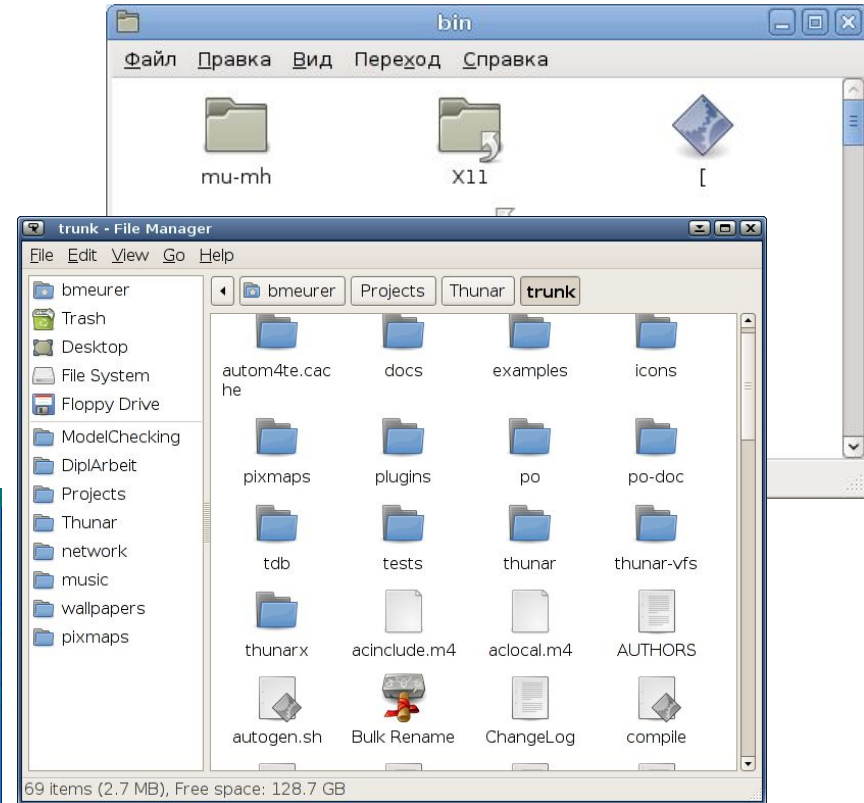 bin
Файл Правка Вид Переход Справка
mu-mh X11 [
trunk - File Manager
File Edit View Go Help
bmeurer
Trash
Desktop
File System
Floppy Drive
ModelChecking
DiplArbeit
Projects
Thunar
network
music
wallpapers
pixmaps
bmeurer Projects Thunar trunk
autom4te.cac
he docs examples icons
pixmaps plugins po po-doc
tdb tests thunar thunar-vfs
thunarx acinclude.m4 aclocal.m4 AUTHORS
autogen.sh Bulk Rename ChangeLog compile
69 items (2.7 MB), Free space: 128.7 GB